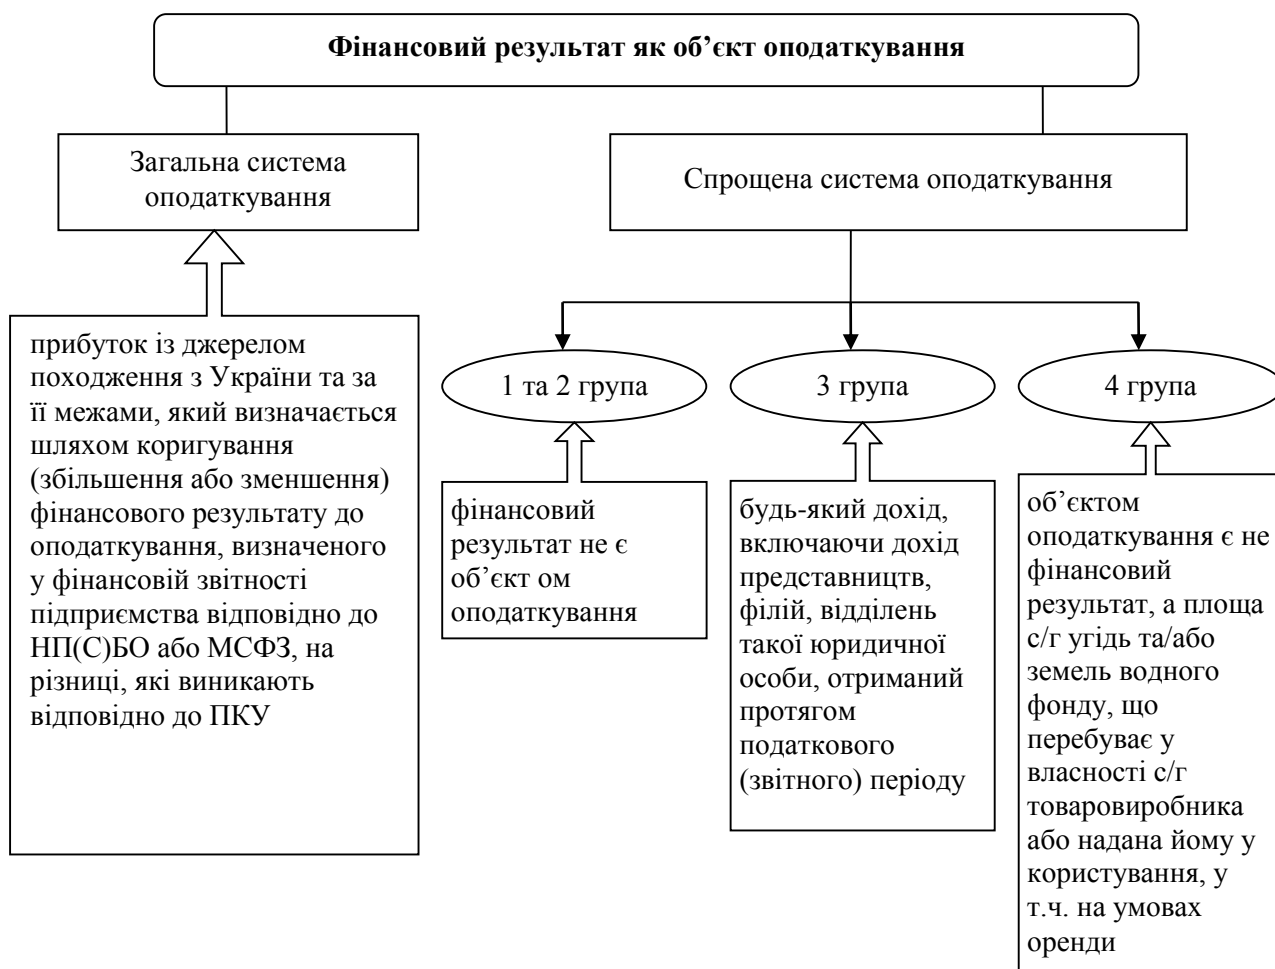 Фінансовий результат як об’єкт оподаткування
Загальна система
оподаткування
Спрощена система оподаткування
прибуток із джерелом
походження з України та за
її межами, який визначається
шляхом коригування
(збільшення або зменшення)
фінансового результату до
оподаткування, визначеного
у фінансовій звітності
підприємства відповідно до
НП(С)БО або МСФЗ, на
різниці, які виникають
відповідно до ПКУ
1 та 2 група
3 група
4 група
фінансовий
результат не є
об’єкт ом
оподаткування
будь-який дохід,
включаючи дохід
представництв,
філій, відділень
такої юридичної
особи, отриманий
протягом
податкового
(звітного) періоду
об’єктом
оподаткування є не
фінансовий
результат, а площа
с/г угідь та/або
земель водного
фонду, що
перебуває у
власності с/г
товаровиробника
або надана йому у
користування, у
т.ч. на умовах
оренди